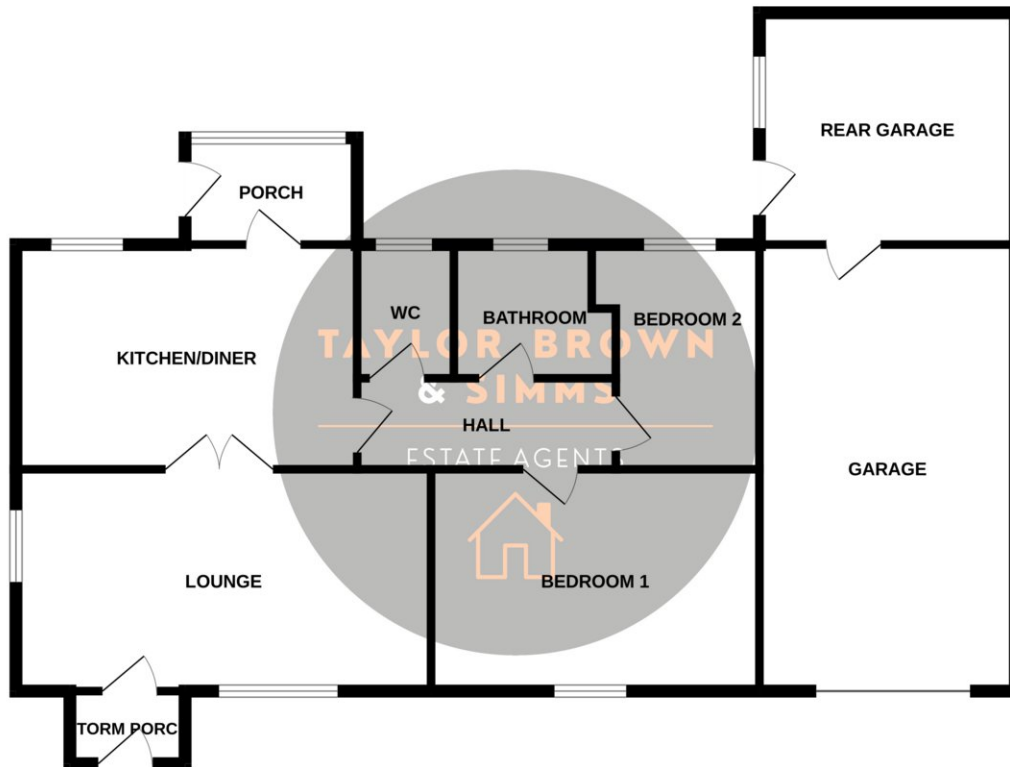 REAR GARAGE
PORCH
WC
BATHROOM
BEDROOM 2
KITCHEN/DINER
TAYLOR BROWN
& SIMMS
HALL
ESTATE AGENTS
GARAGE
LOUNGE
BEDROOM 1
TORM PORC